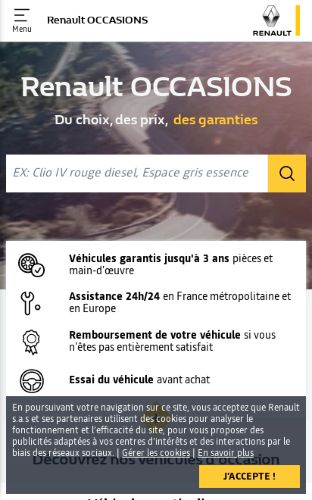 Menu
Renault OCCASIONS
RENAULT
Renault OCCASIONS
Du choix, des prix, des garanties
EX: Clio IV rouge diesel, Espace gris essence
Véhicules garantis jusqu'à 3 ans pièces et
main-d'œuvre
Assistance 24h/24 en France métropolitaine et
en Europe
Remboursement de votre véhicule si vous
n'êtes pas entièrement satisfait
Essai du véhicule avant achat
En poursuivant votre navigation sur ce site, vous acceptez que Renault
s.a.s et ses partenaires utilisent des cookies pour analyser le
fonctionnement et l'efficacité du site, pour vous proposer des
publicités adaptées à vos centres d'intérêts et des interactions par le
biais des réseaux sociaux. | Gérer les cookies | En savoir plus
Découvrez nos véhicules d'occasion
J'ACCEPTE !